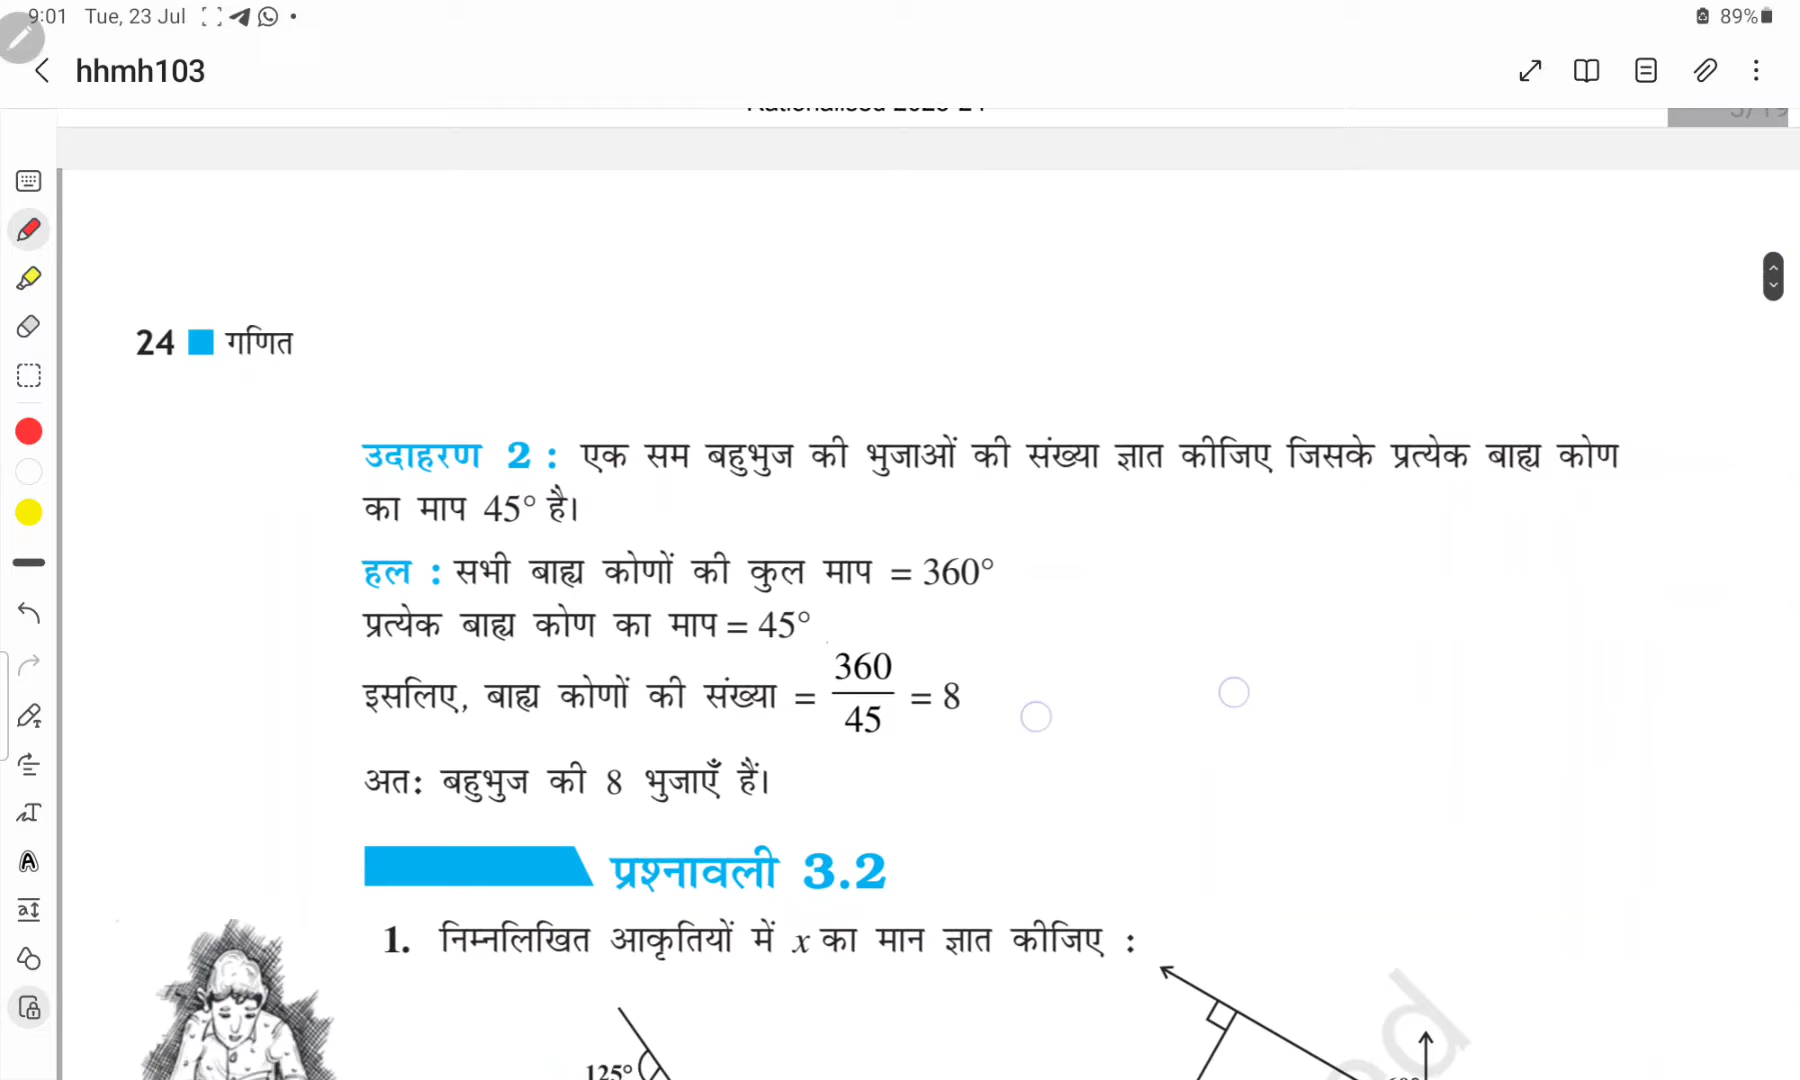 9:01 Tue, 23 Jul
89%
hhmh103
24 गणित
उदाहरण 2 : एक सम बहुभुज की भुजाओं की संख्या ज्ञात कीजिए जिसके प्रत्येक बाह्य कोण
का माप 45° है।
हल : सभी बाह्य कोणों की कुल माप = 360°
प्रत्येक बाह्य कोण का माप = 45°
इसलिए, बाह्य कोणों की संख्या = 360/45 = 8
अतः बहुभुज की 8 भुजाएँ हैं।
प्रश्नावली 3.2
1. निम्नलिखित आकृतियों में x का मान ज्ञात कीजिए :
125°